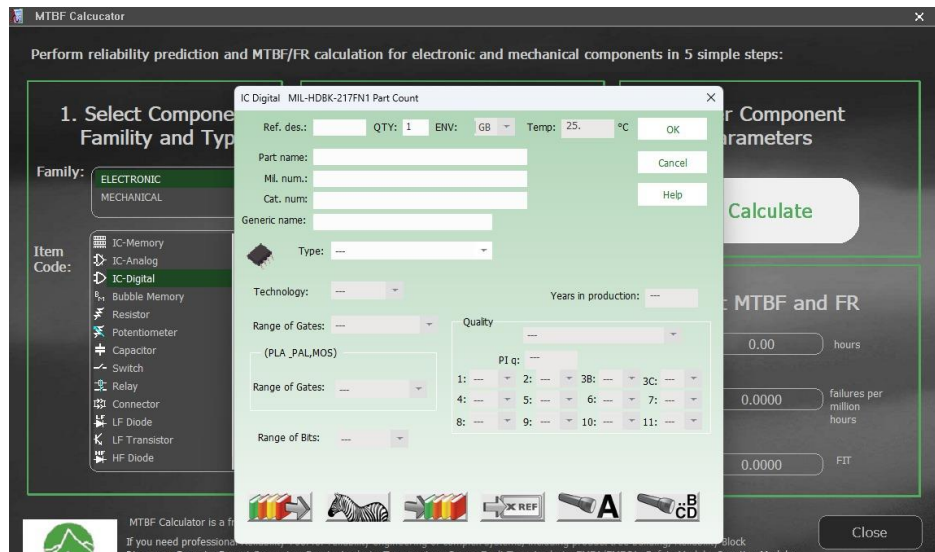 MTBF Calcucator
Perform reliability prediction and MTBF/FR calculation for electronic and mechanical components in 5 simple steps:
1. Select Compone
Famility and Typ
Family:
ELECTRONIC
MECHANICAL
Item
Code:
IC-Memory
IC-Analog
IC-Digital
Bubble Memory
Resistor
Potentiometer
Capacitor
Switch
Relay
Connector
LF Diode
LF Transistor
HF Diode
IC Digital MIL-HDBK-217FN1 Part Count
Ref. des.: QTY: 1 ENV: GB Temp: 25. °C OK
Part name: Cancel
Mil. num.:
Cat. num: Help
Generic name:
Type: ---
Technology: --- Years in production: ---
Range of Gates: --- Quality
---
(PLA _PAL,MOS) PI q: ---
1: --- 2: --- 3B: --- 3C: ---
Range of Gates: --- 4: --- 5: --- 6: --- 7: ---
8: --- 9: --- 10: --- 11: ---
Range of Bits: ---
X REF A B CD
r Component
rameters
Calculate
MTBF and FR
0.00 hours
0.0000 failures per
million
hours
0.0000 FIT
MTBF Calculator is a fr
If you need professiona
Block
Close